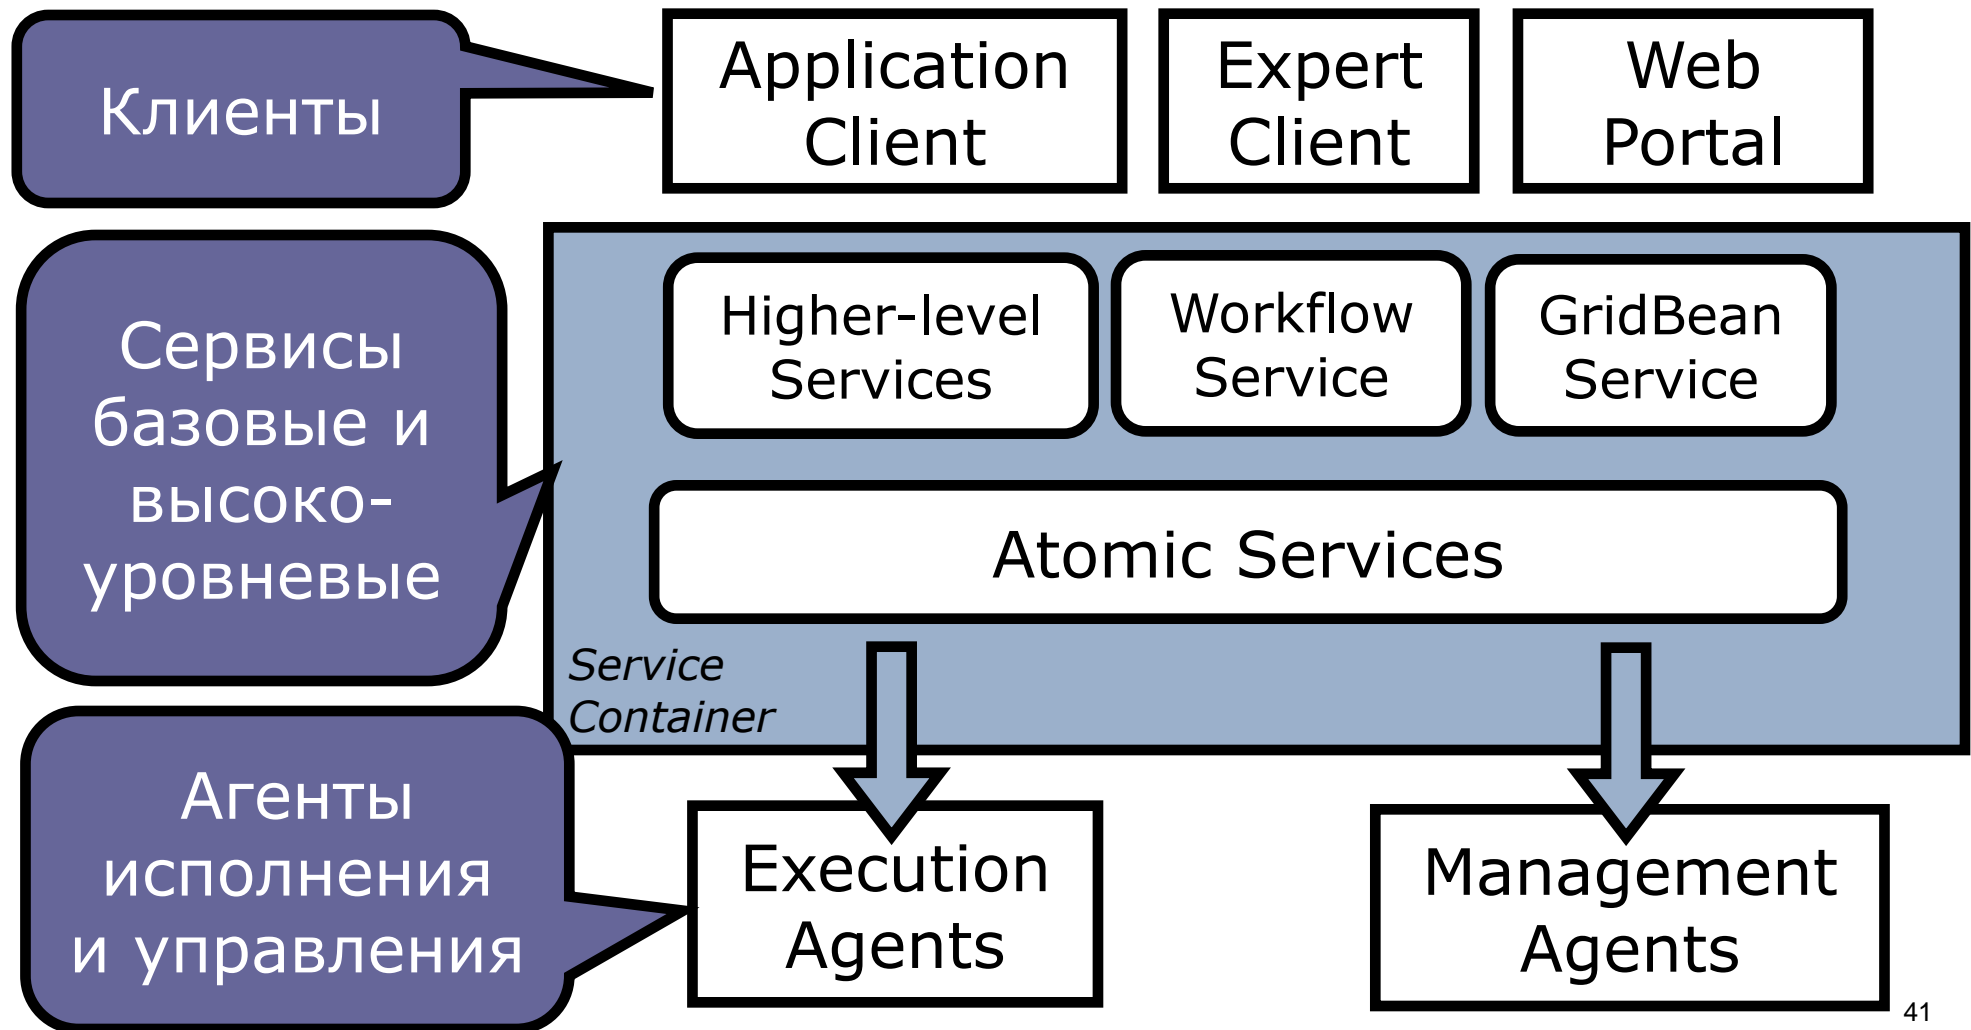 Клиенты
Application
Client
Expert
Client
Web
Portal
Сервисы
базовые и
высоко-
уровневые
Higher-level
Services
Workflow
Service
GridBean
Service
Atomic Services
Service
Container
Агенты
исполнения
и управления
Execution
Agents
Management
Agents
41